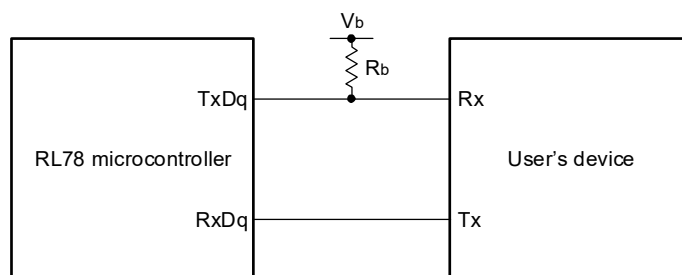 Vb
Rb
TxDq
Rx
RL78 microcontroller
User’s device
RxDq
Tx